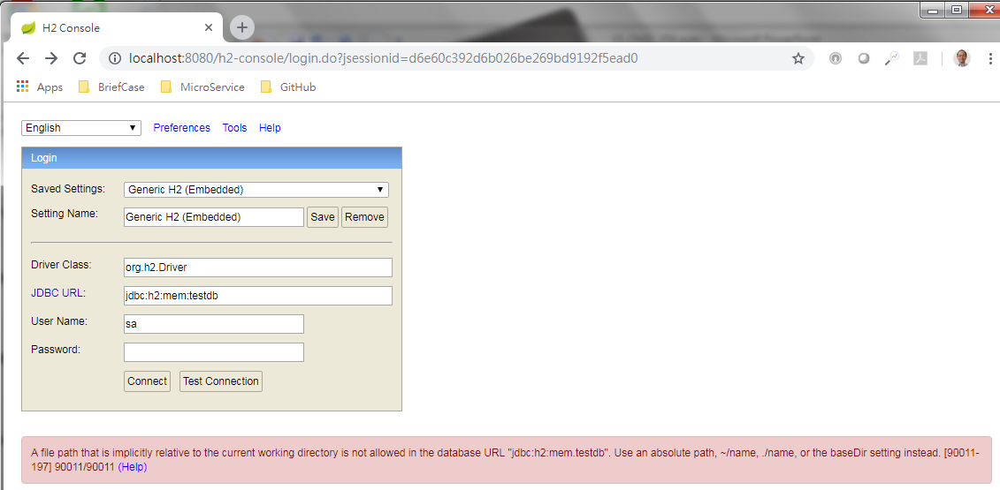 H2 Console
localhost:8080/h2-console/login.do?jsessionid=d6e60c392d6b026be269bd9192f5ead0
Apps BriefCase MicroService GitHub
English Preferences Tools Help
Login
Saved Settings: Generic H2 (Embedded)
Setting Name: Generic H2 (Embedded) Save Remove
Driver Class: org.h2.Driver
JDBC URL: jdbc:h2:mem:testdb
User Name: sa
Password:
Connect Test Connection
A file path that is implicitly relative to the current working directory is not allowed in the database URL "jdbc:h2:mem.testdb". Use an absolute path, ~/name, ./name, or the baseDir setting instead. [90011-
197] 90011/90011 (Help)